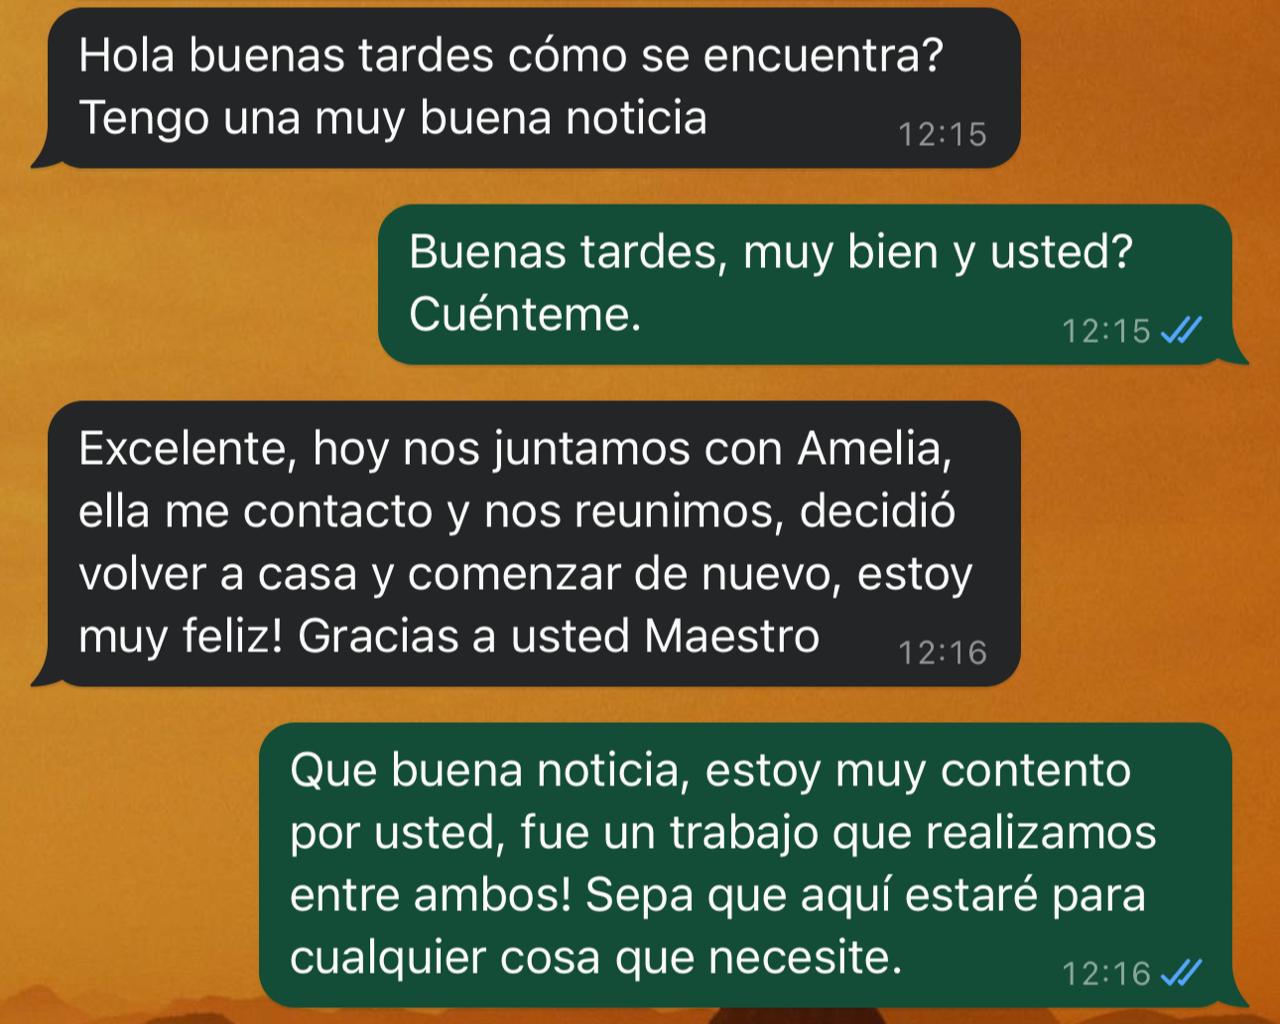 Hola buenas tardes cómo se encuentra?
Tengo una muy buena noticia
12:15
Buenas tardes, muy bien y usted?
Cuénteme.
12:15
Excelente, hoy nos juntamos con Amelia,
ella me contacto y nos reunimos, decidió
volver a casa y comenzar de nuevo, estoy
muy feliz! Gracias a usted Maestro
12:16
Que buena noticia, estoy muy contento
por usted, fue un trabajo que realizamos
entre ambos! Sepa que aquí estaré para
cualquier cosa que necesite.
12:16